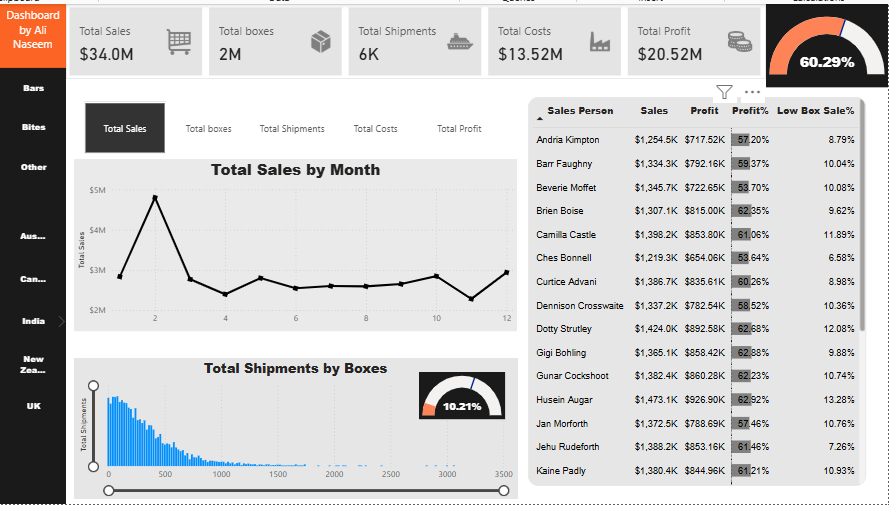 Dashboard
by Ali
Naseem
Bars
Bites
Other
Aus...
Can...
India
New
Zea...
UK
Total Sales
$34.0M
Total boxes
2M
Total Shipments
6K
Total Costs
$13.52M
Total Profit
$20.52M
60.29%
Total Sales
Total boxes
Total Shipments
Total Costs
Total Profit
Total Sales by Month
Total Sales
$5M
$4M
$3M
$2M
2 4 6 8 10 12
Total Shipments by Boxes
10.21%
Total Shipments
0 500 1000 1500 2000 2500 3000 3500
Sales Person Sales Profit Profit% Low Box Sale%
Andria Kimpton $1,254.5K $717.52K 57.20% 8.79%
Barr Faughny $1,334.3K $792.16K 59.37% 10.04%
Beverie Moffet $1,345.7K $722.65K 53.70% 10.08%
Brien Boise $1,307.1K $815.00K 62.35% 9.62%
Camilla Castle $1,398.2K $853.80K 61.06% 11.89%
Ches Bonnell $1,219.3K $654.06K 53.64% 6.58%
Curtice Advani $1,386.7K $835.61K 60.26% 8.98%
Dennison Crosswaite $1,337.2K $782.54K 58.52% 10.36%
Dotty Strutley $1,424.0K $892.58K 62.68% 12.08%
Gigi Bohling $1,365.1K $858.42K 62.88% 9.88%
Gunar Cockshoot $1,382.4K $860.28K 62.23% 10.74%
Husein Augar $1,473.1K $926.90K 62.92% 13.28%
Jan Morforth $1,372.5K $788.69K 57.46% 10.76%
Jehu Rudeforth $1,388.2K $853.16K 61.46% 7.26%
Kaine Padly $1,380.4K $844.96K 61.21% 10.93%